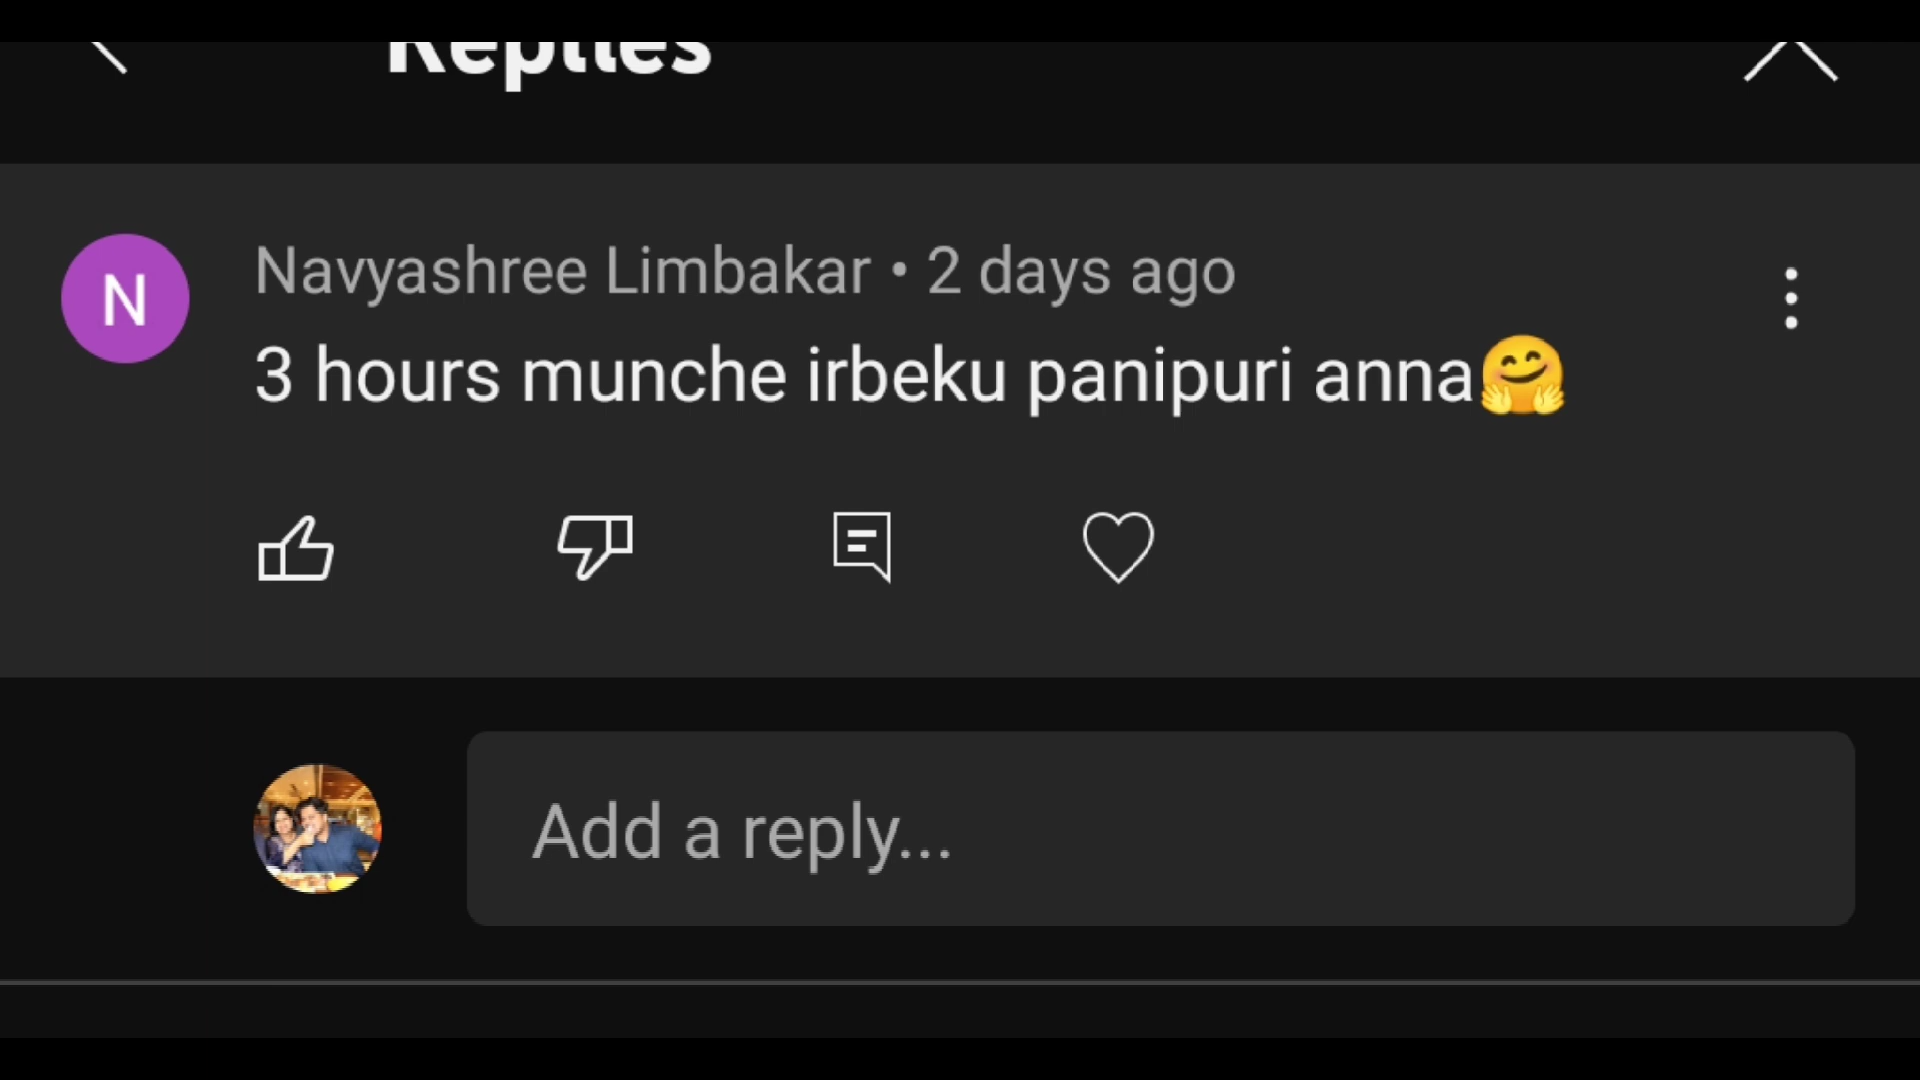 Replies
N
Navyashree Limbakar • 2 days ago
3 hours munche irbeku panipuri anna🤗
Add a reply...